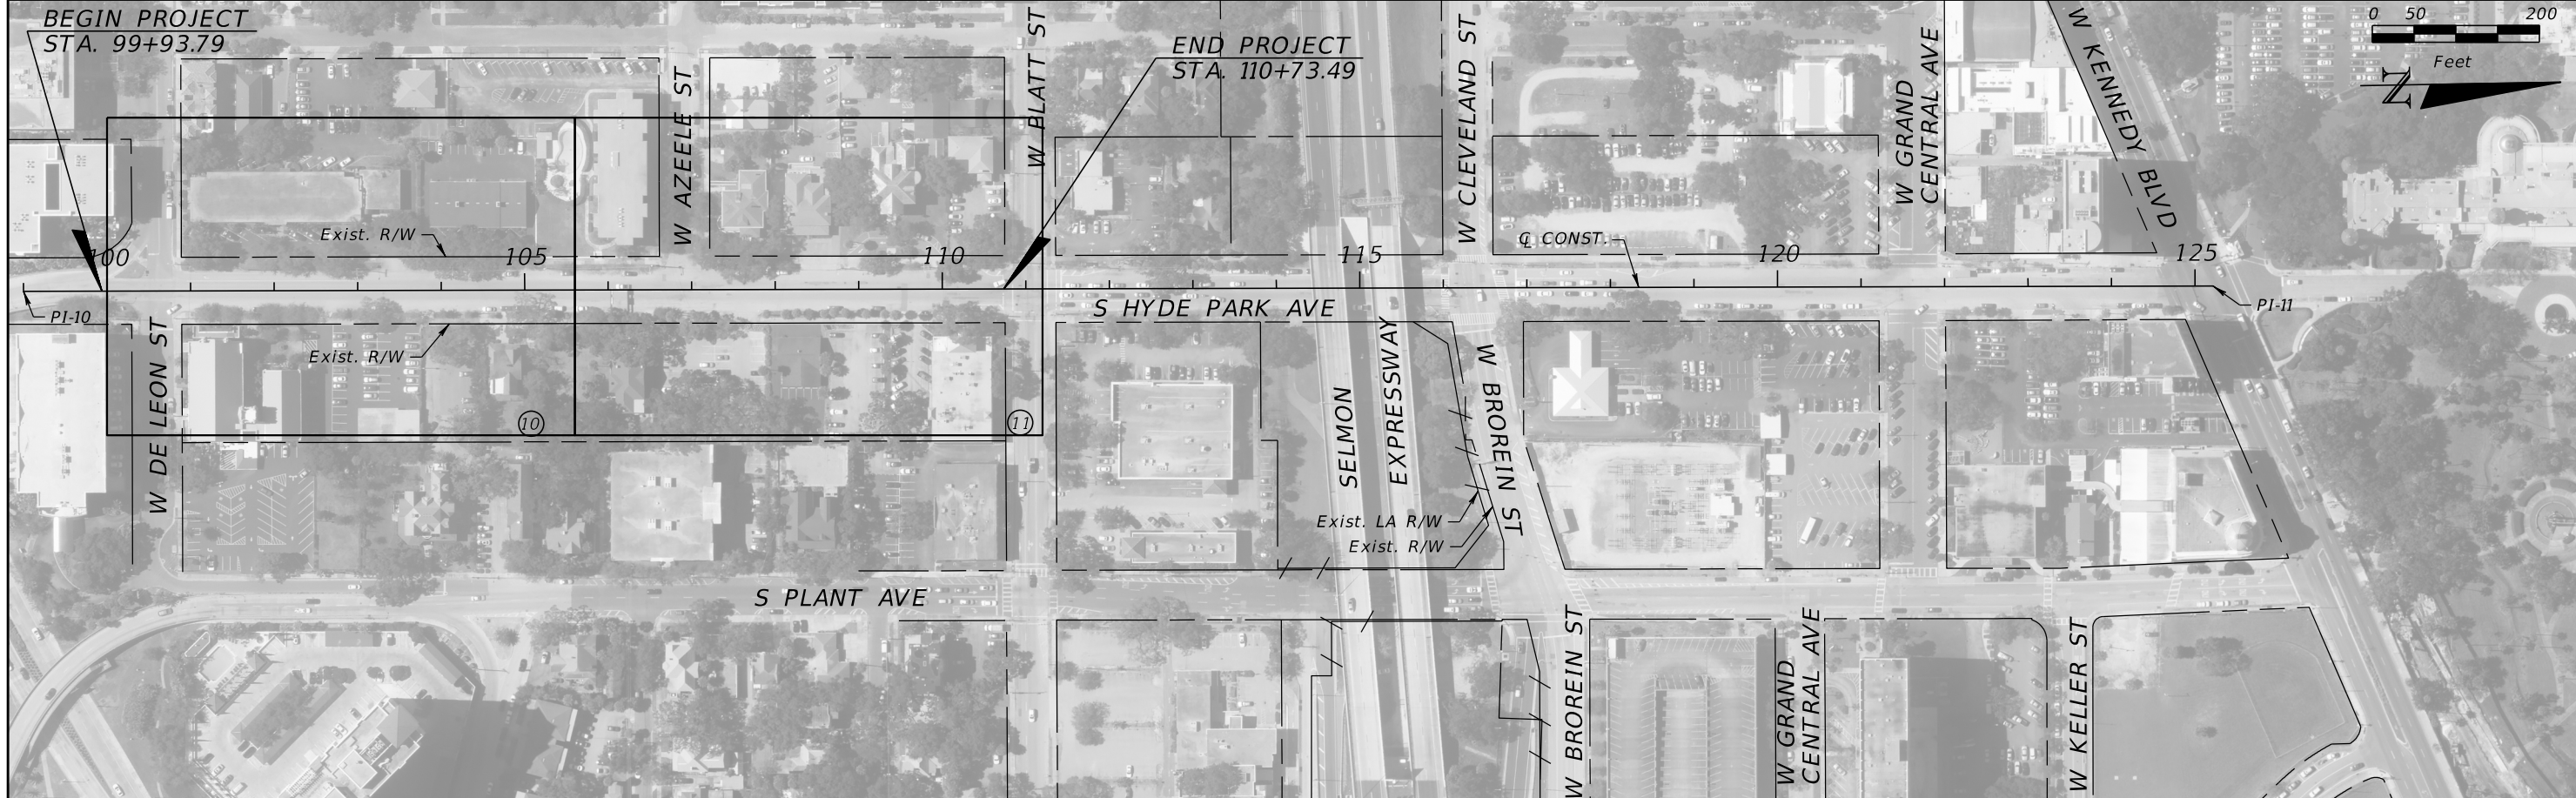 BEGIN PROJECT
STA. 99+93.79
END PROJECT
STA. 110+73.49
0 50 200
Feet
N
W BLATT ST
W CLEVELAND ST
W GRAND
CENTRAL AVE
W KENNEDY BLVD
W AZEELE ST
Exist. R/W
℄ CONST.
100
105
110
115
120
125
PI-10
PI-11
S HYDE PARK AVE
W DE LEON ST
Exist. R/W
10
11
SELMON
EXPRESSWAY
W BROREIN ST
Exist. LA R/W
Exist. R/W
S PLANT AVE
W BROREIN ST
W GRAND
CENTRAL AVE
W KELLER ST